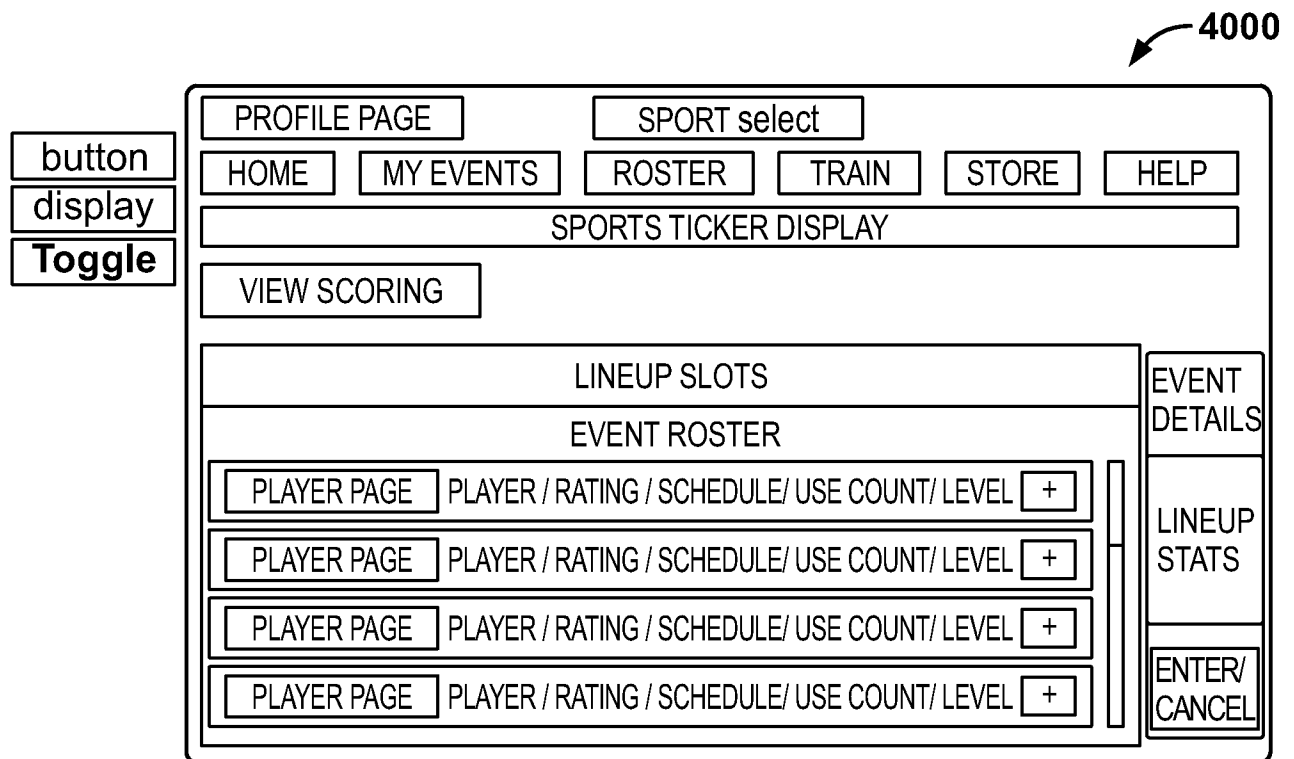 4000
button
display
Toggle
PROFILE PAGE SPORT select
HOME MY EVENTS ROSTER TRAIN STORE HELP
SPORTS TICKER DISPLAY
VIEW SCORING
LINEUP SLOTS
EVENT ROSTER
PLAYER PAGE PLAYER / RATING / SCHEDULE/ USE COUNT/ LEVEL +
PLAYER PAGE PLAYER / RATING / SCHEDULE/ USE COUNT/ LEVEL +
PLAYER PAGE PLAYER / RATING / SCHEDULE/ USE COUNT/ LEVEL +
PLAYER PAGE PLAYER / RATING / SCHEDULE/ USE COUNT/ LEVEL +
EVENT
DETAILS
LINEUP
STATS
ENTER/
CANCEL